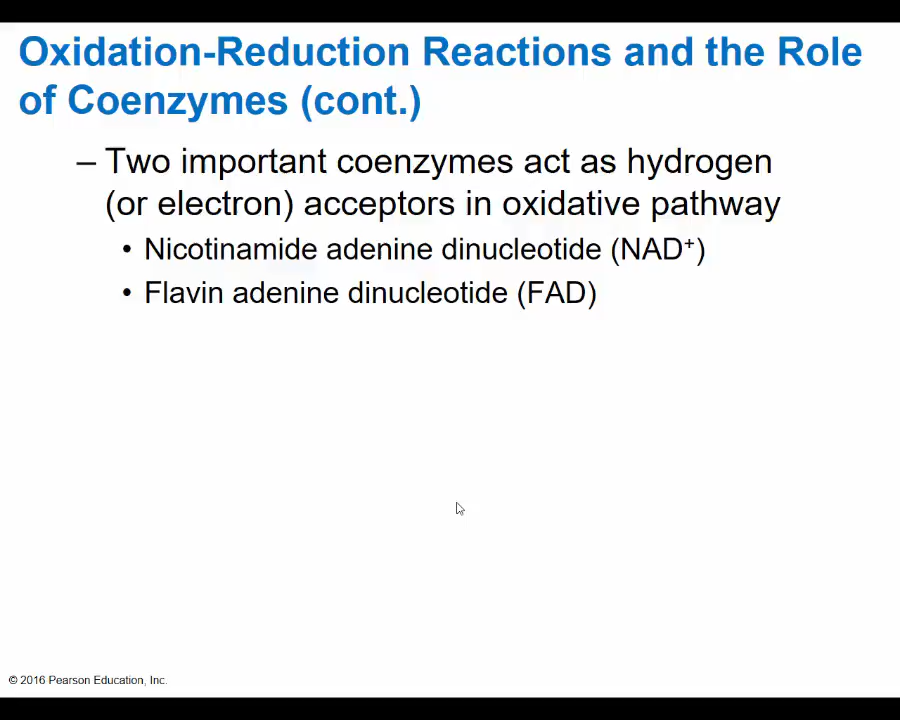 Oxidation-Reduction Reactions and the Role
of Coenzymes (cont.)
– Two important coenzymes act as hydrogen
(or electron) acceptors in oxidative pathway
• Nicotinamide adenine dinucleotide (NAD⁺)
• Flavin adenine dinucleotide (FAD)
© 2016 Pearson Education, Inc.